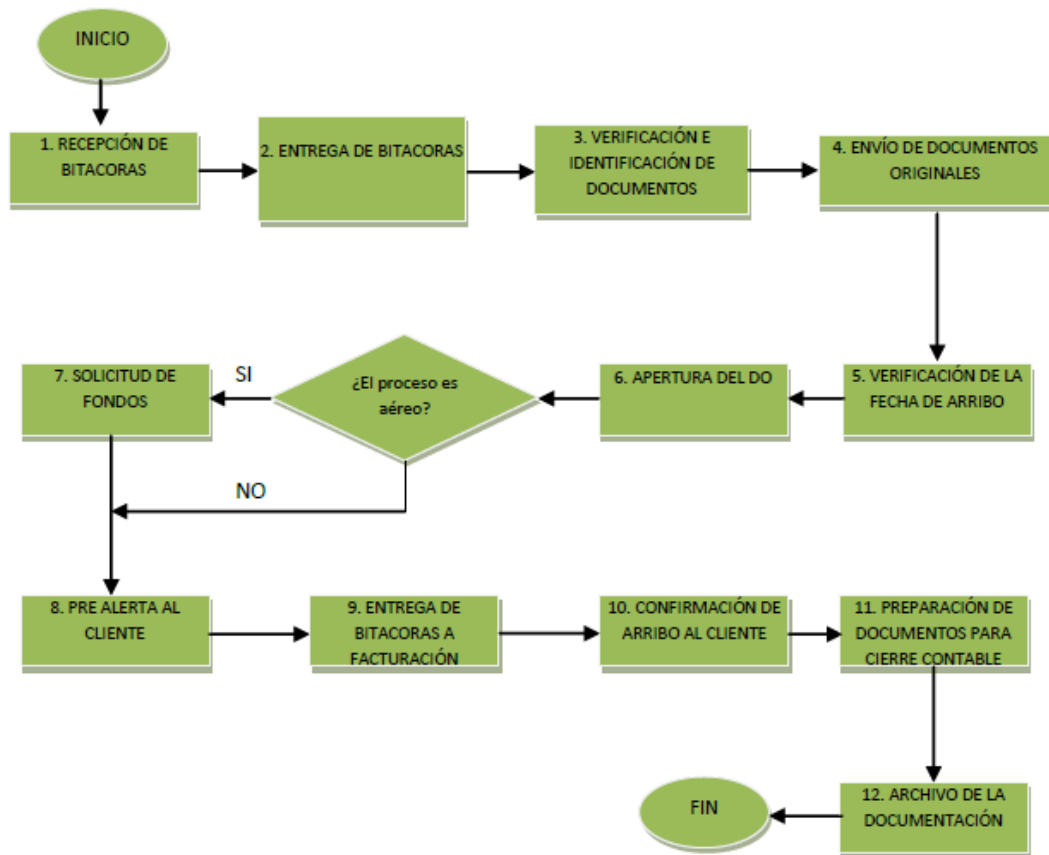 INICIO
1. RECEPCIÓN DE
BITACORAS
2. ENTREGA DE BITACORAS
3. VERIFICACIÓN E
IDENTIFICACIÓN DE
DOCUMENTOS
4. ENVÍO DE DOCUMENTOS
ORIGINALES
5. VERIFICACIÓN DE LA
FECHA DE ARRIBO
6. APERTURA DEL DO
¿El proceso es
aéreo?
SI
NO
7. SOLICITUD DE
FONDOS
8. PRE ALERTA AL
CLIENTE
9. ENTREGA DE
BITACORAS A
FACTURACIÓN
10. CONFIRMACIÓN DE
ARRIBO AL CLIENTE
11. PREPARACIÓN DE
DOCUMENTOS PARA
CIERRE CONTABLE
12. ARCHIVO DE LA
DOCUMENTACIÓN
FIN